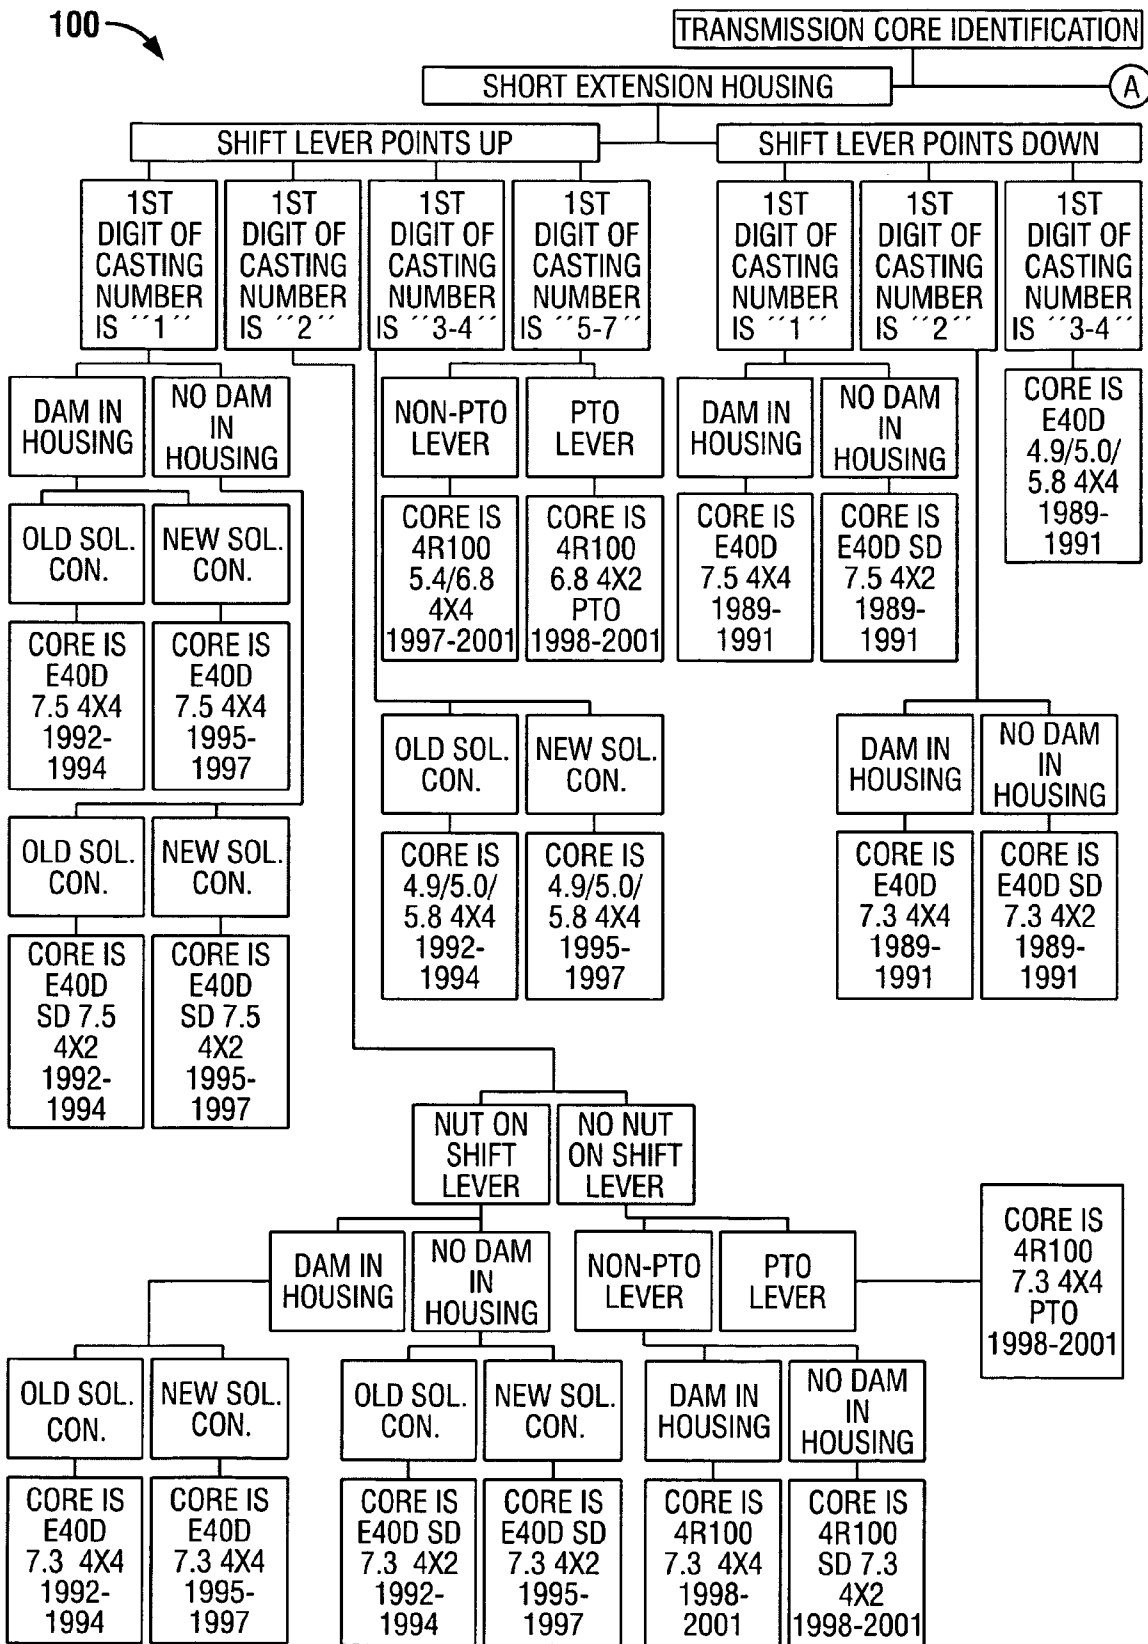 100
TRANSMISSION CORE IDENTIFICATION
SHORT EXTENSION HOUSING
A
SHIFT LEVER POINTS UP
SHIFT LEVER POINTS DOWN
1ST
DIGIT OF
CASTING
NUMBER
IS ´´1´´
1ST
DIGIT OF
CASTING
NUMBER
IS ´´2´´
1ST
DIGIT OF
CASTING
NUMBER
IS ´´3-4´´
1ST
DIGIT OF
CASTING
NUMBER
IS ´´5-7´´
1ST
DIGIT OF
CASTING
NUMBER
IS ´´1´´
1ST
DIGIT OF
CASTING
NUMBER
IS ´´2´´
1ST
DIGIT OF
CASTING
NUMBER
IS ´´3-4´´
DAM IN
HOUSING
NO DAM
IN
HOUSING
NON-PTO
LEVER
PTO
LEVER
DAM IN
HOUSING
NO DAM
IN
HOUSING
CORE IS
E40D
4.9/5.0/
5.8 4X4
1989-
1991
OLD SOL.
CON.
NEW SOL.
CON.
CORE IS
4R100
5.4/6.8
4X4
1997-2001
CORE IS
4R100
6.8 4X2
PTO
1998-2001
CORE IS
E40D
7.5 4X4
1989-
1991
CORE IS
E40D SD
7.5 4X2
1989-
1991
CORE IS
E40D
7.5 4X4
1992-
1994
CORE IS
E40D
7.5 4X4
1995-
1997
OLD SOL.
CON.
NEW SOL.
CON.
DAM IN
HOUSING
NO DAM
IN
HOUSING
OLD SOL.
CON.
NEW SOL.
CON.
CORE IS
4.9/5.0/
5.8 4X4
1992-
1994
CORE IS
4.9/5.0/
5.8 4X4
1995-
1997
CORE IS
E40D
7.3 4X4
1989-
1991
CORE IS
E40D SD
7.3 4X2
1989-
1991
CORE IS
E40D
SD 7.5
4X2
1992-
1994
CORE IS
E40D
SD 7.5
4X2
1995-
1997
NUT ON
SHIFT
LEVER
NO NUT
ON SHIFT
LEVER
DAM IN
HOUSING
NO DAM
IN
HOUSING
NON-PTO
LEVER
PTO
LEVER
CORE IS
4R100
7.3 4X4
PTO
1998-2001
OLD SOL.
CON.
NEW SOL.
CON.
OLD SOL.
CON.
NEW SOL.
CON.
DAM IN
HOUSING
NO DAM
IN
HOUSING
CORE IS
E40D
7.3 4X4
1992-
1994
CORE IS
E40D
7.3 4X4
1995-
1997
CORE IS
E40D SD
7.3 4X2
1992-
1994
CORE IS
E40D SD
7.3 4X2
1995-
1997
CORE IS
4R100
7.3 4X4
1998-
2001
CORE IS
4R100
SD 7.3
4X2
1998-2001